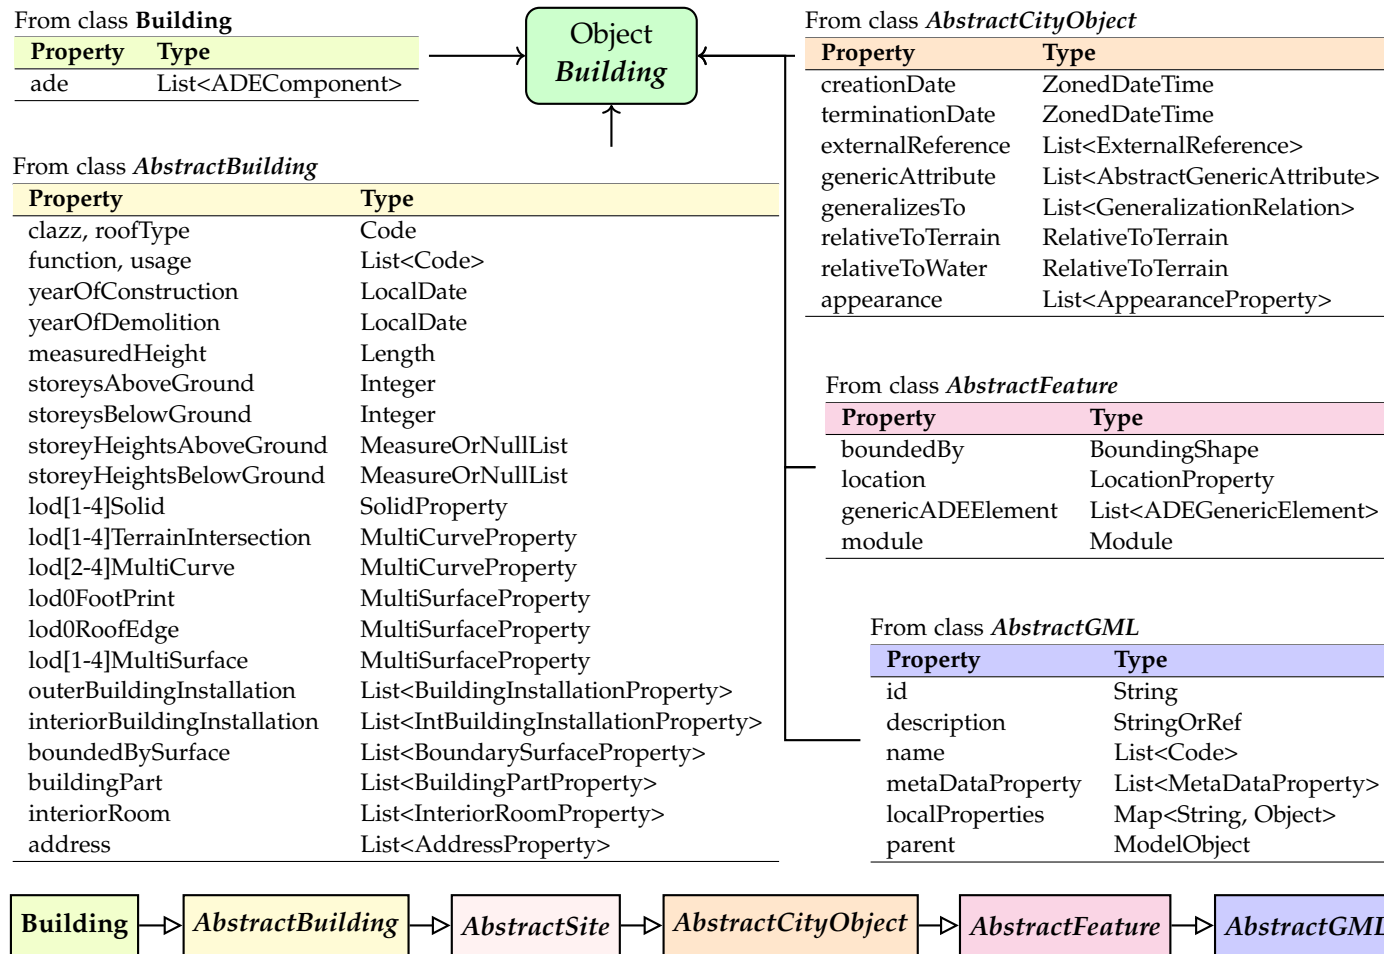 From class Building
Property Type
ade List<ADEComponent>
Object
Building
From class AbstractCityObject
Property Type
creationDate ZonedDateTime
terminationDate ZonedDateTime
externalReference List<ExternalReference>
genericAttribute List<AbstractGenericAttribute>
generalizesTo List<GeneralizationRelation>
relativeToTerrain RelativeToTerrain
relativeToWater RelativeToTerrain
appearance List<AppearanceProperty>
From class AbstractBuilding
Property Type
clazz, roofType Code
function, usage List<Code>
yearOfConstruction LocalDate
yearOfDemolition LocalDate
measuredHeight Length
storeysAboveGround Integer
storeysBelowGround Integer
storeyHeightsAboveGround MeasureOrNullList
storeyHeightsBelowGround MeasureOrNullList
lod[1-4]Solid SolidProperty
lod[1-4]TerrainIntersection MultiCurveProperty
lod[2-4]MultiCurve MultiCurveProperty
lod0FootPrint MultiSurfaceProperty
lod0RoofEdge MultiSurfaceProperty
lod[1-4]MultiSurface MultiSurfaceProperty
outerBuildingInstallation List<BuildingInstallationProperty>
interiorBuildingInstallation List<IntBuildingInstallationProperty>
boundedBySurface List<BoundarySurfaceProperty>
buildingPart List<BuildingPartProperty>
interiorRoom List<InteriorRoomProperty>
address List<AddressProperty>
From class AbstractFeature
Property Type
boundedBy BoundingShape
location LocationProperty
genericADEElement List<ADEGenericElement>
module Module
From class AbstractGML
Property Type
id String
description StringOrRef
name List<Code>
metaDataProperty List<MetaDataProperty>
localProperties Map<String, Object>
parent ModelObject
Building AbstractBuilding AbstractSite AbstractCityObject AbstractFeature AbstractGML